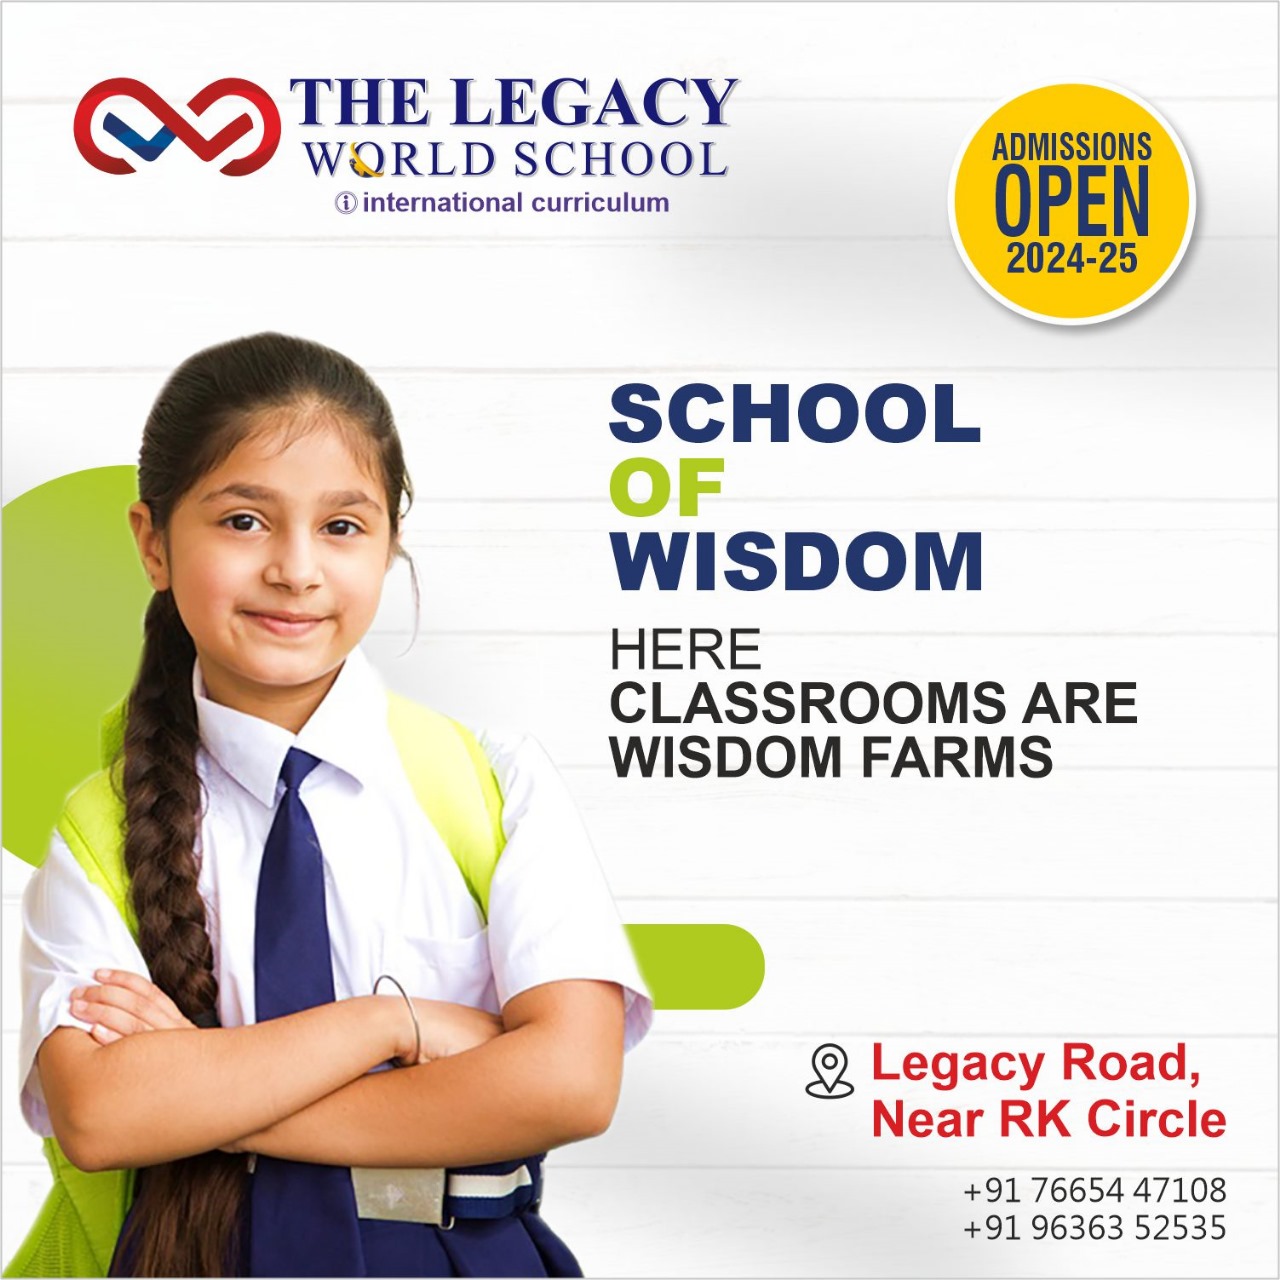 THE LEGACY
WORLD SCHOOL
i international curriculum
ADMISSIONS
OPEN
2024-25
SCHOOL
OF
WISDOM
HERE
CLASSROOMS ARE
WISDOM FARMS
Legacy Road,
Near RK Circle
+91 76654 47108
+91 96363 52535